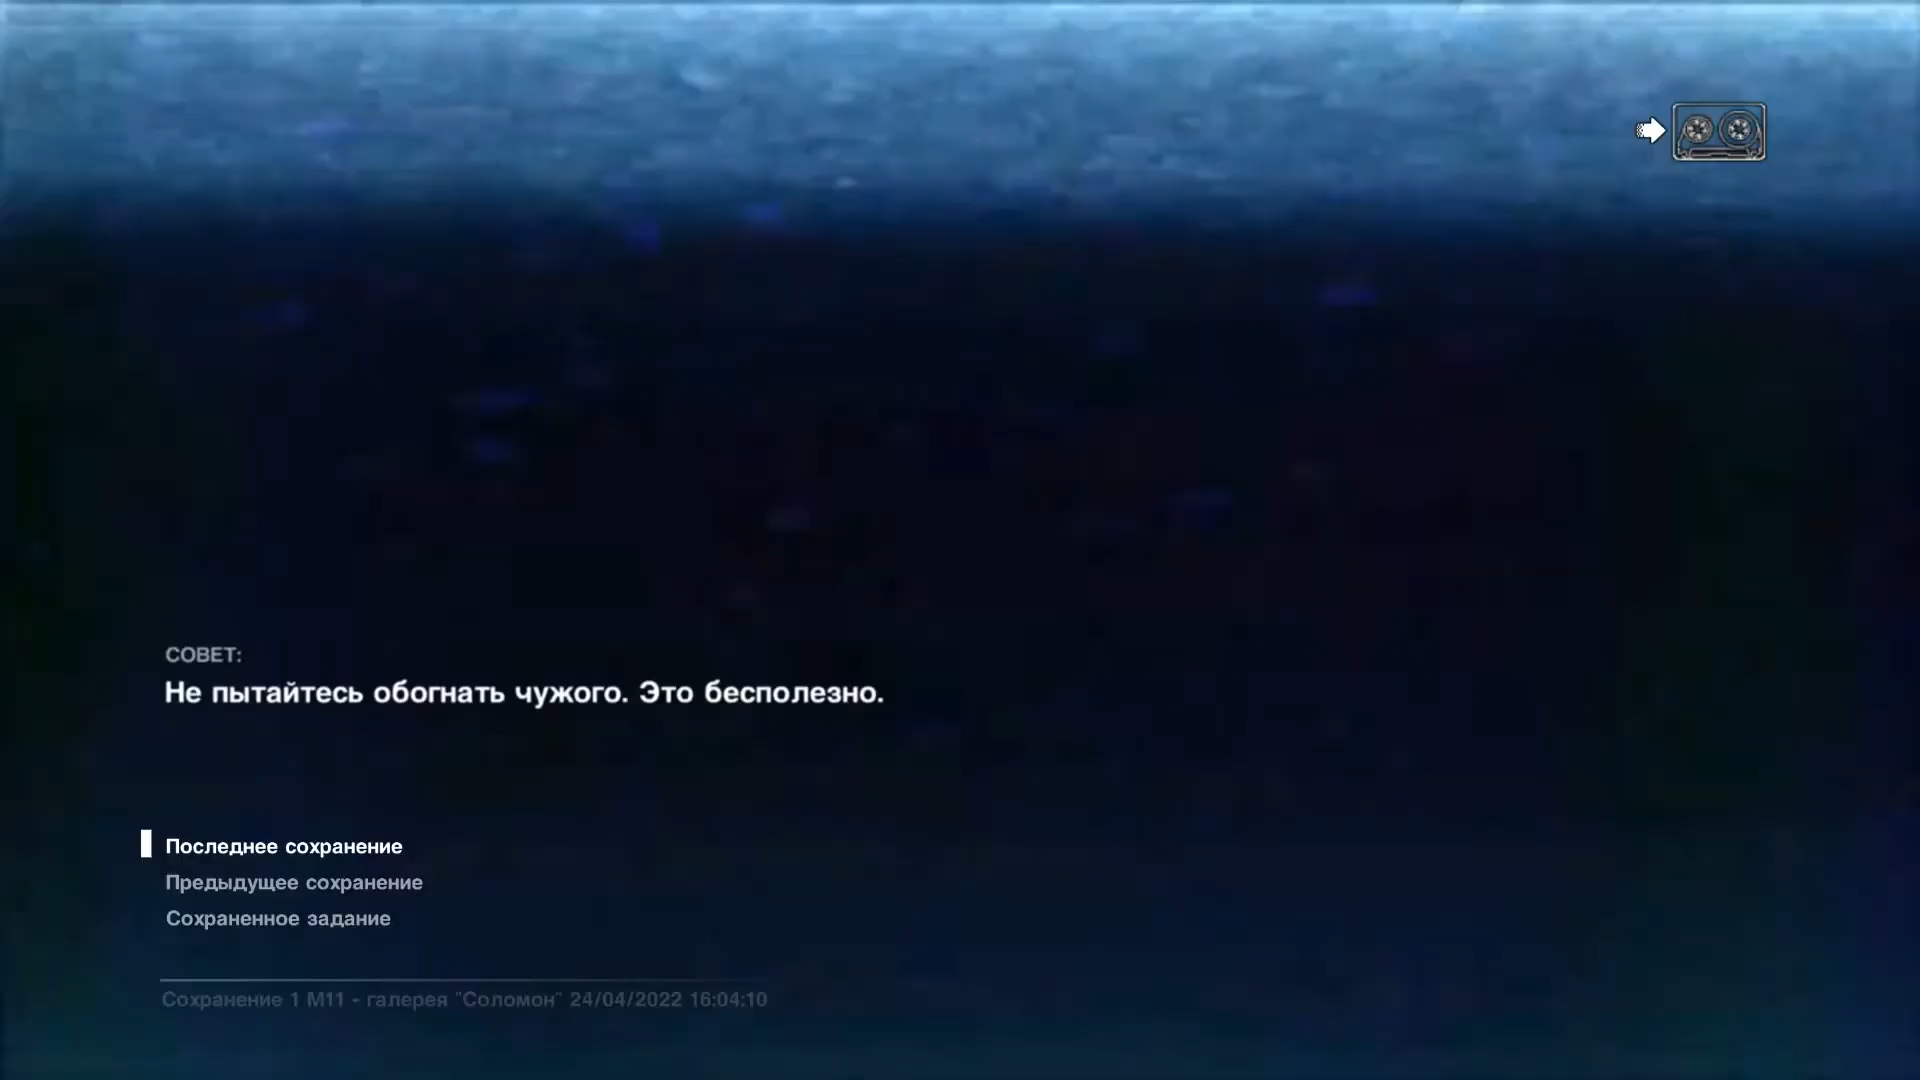 СОВЕТ:
Не пытайтесь обогнать чужого. Это бесполезно.
Последнее сохранение
Предыдущее сохранение
Сохраненное задание
Сохранение 1 M11 - галерея "Соломон" 24/04/2022 16:04:10